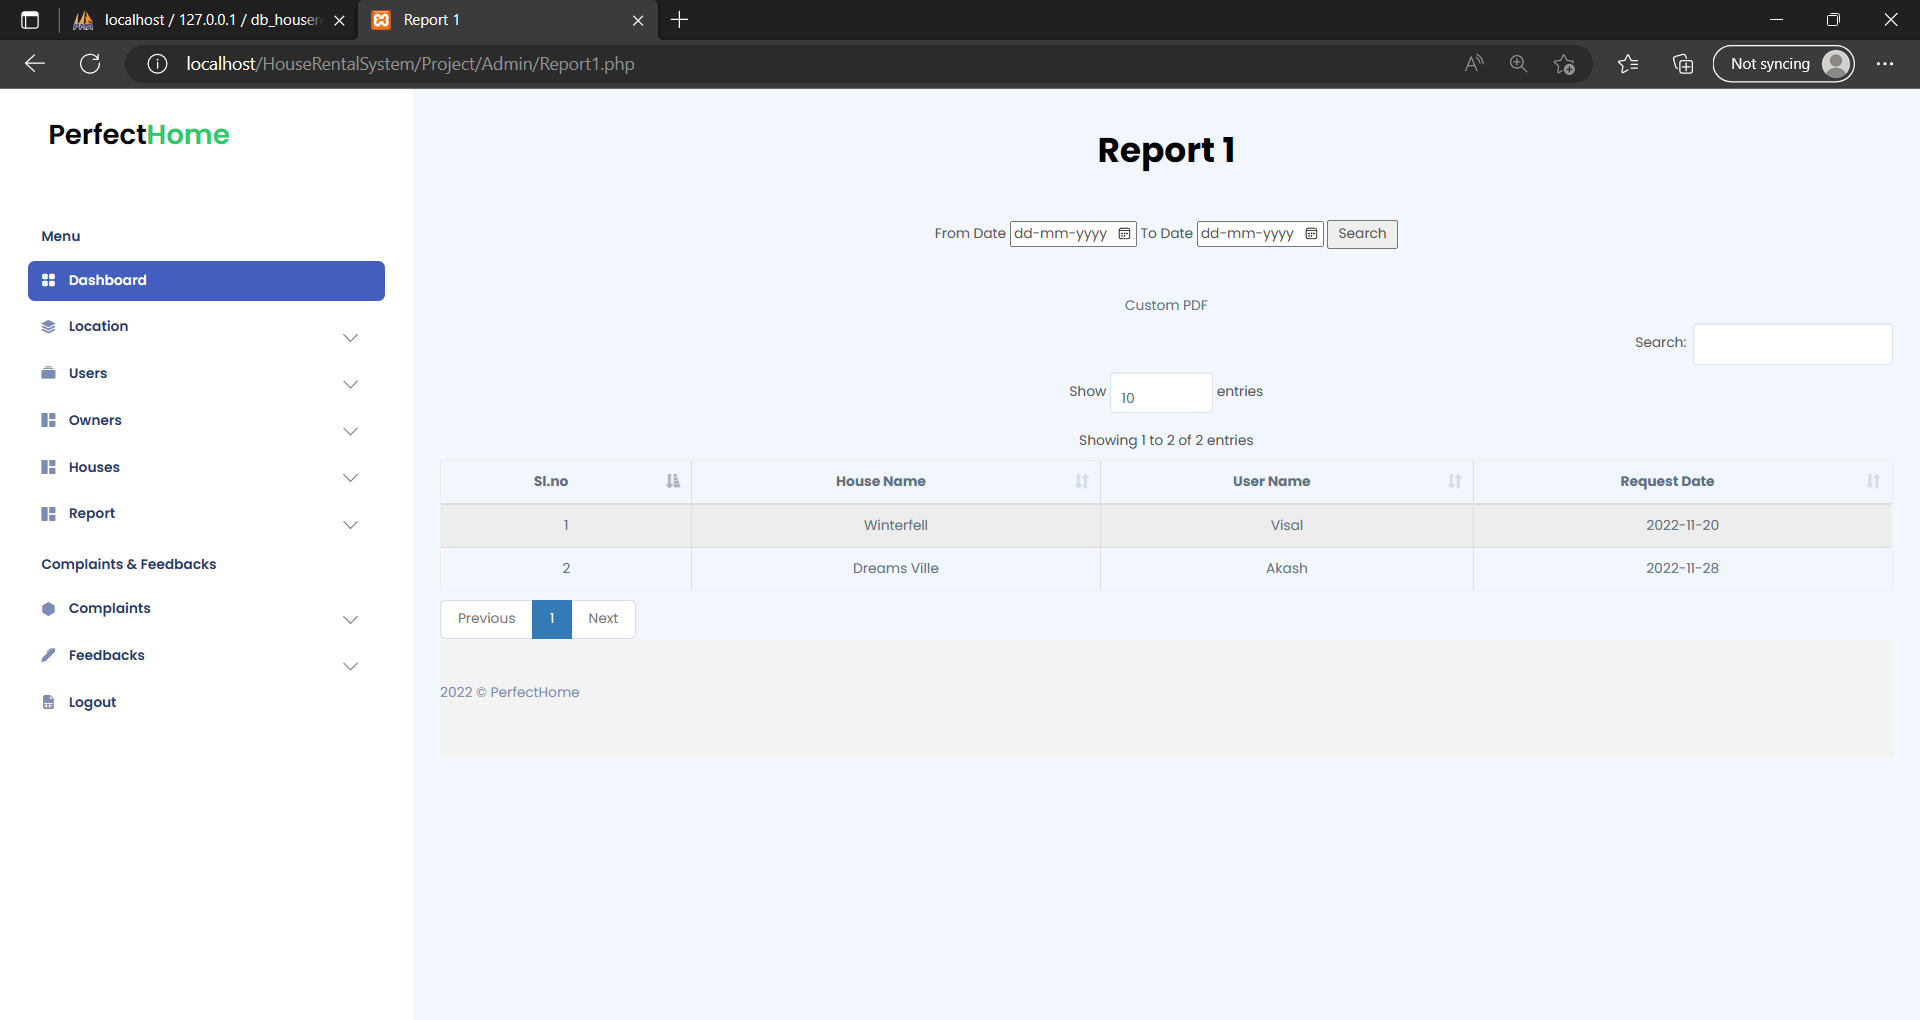 localhost / 127.0.0.1 / db_houser
Report 1
localhost/HouseRentalSystem/Project/Admin/Report1.php
Not syncing
PerfectHome
Menu
Dashboard
Location
Users
Owners
Houses
Report
Complaints & Feedbacks
Complaints
Feedbacks
Logout
Report 1
From Date dd-mm-yyyy To Date dd-mm-yyyy Search
Custom PDF
Search:
Show 10 entries
Showing 1 to 2 of 2 entries
Sl.no House Name User Name Request Date
1 Winterfell Visal 2022-11-20
2 Dreams Ville Akash 2022-11-28
Previous 1 Next
2022 © PerfectHome